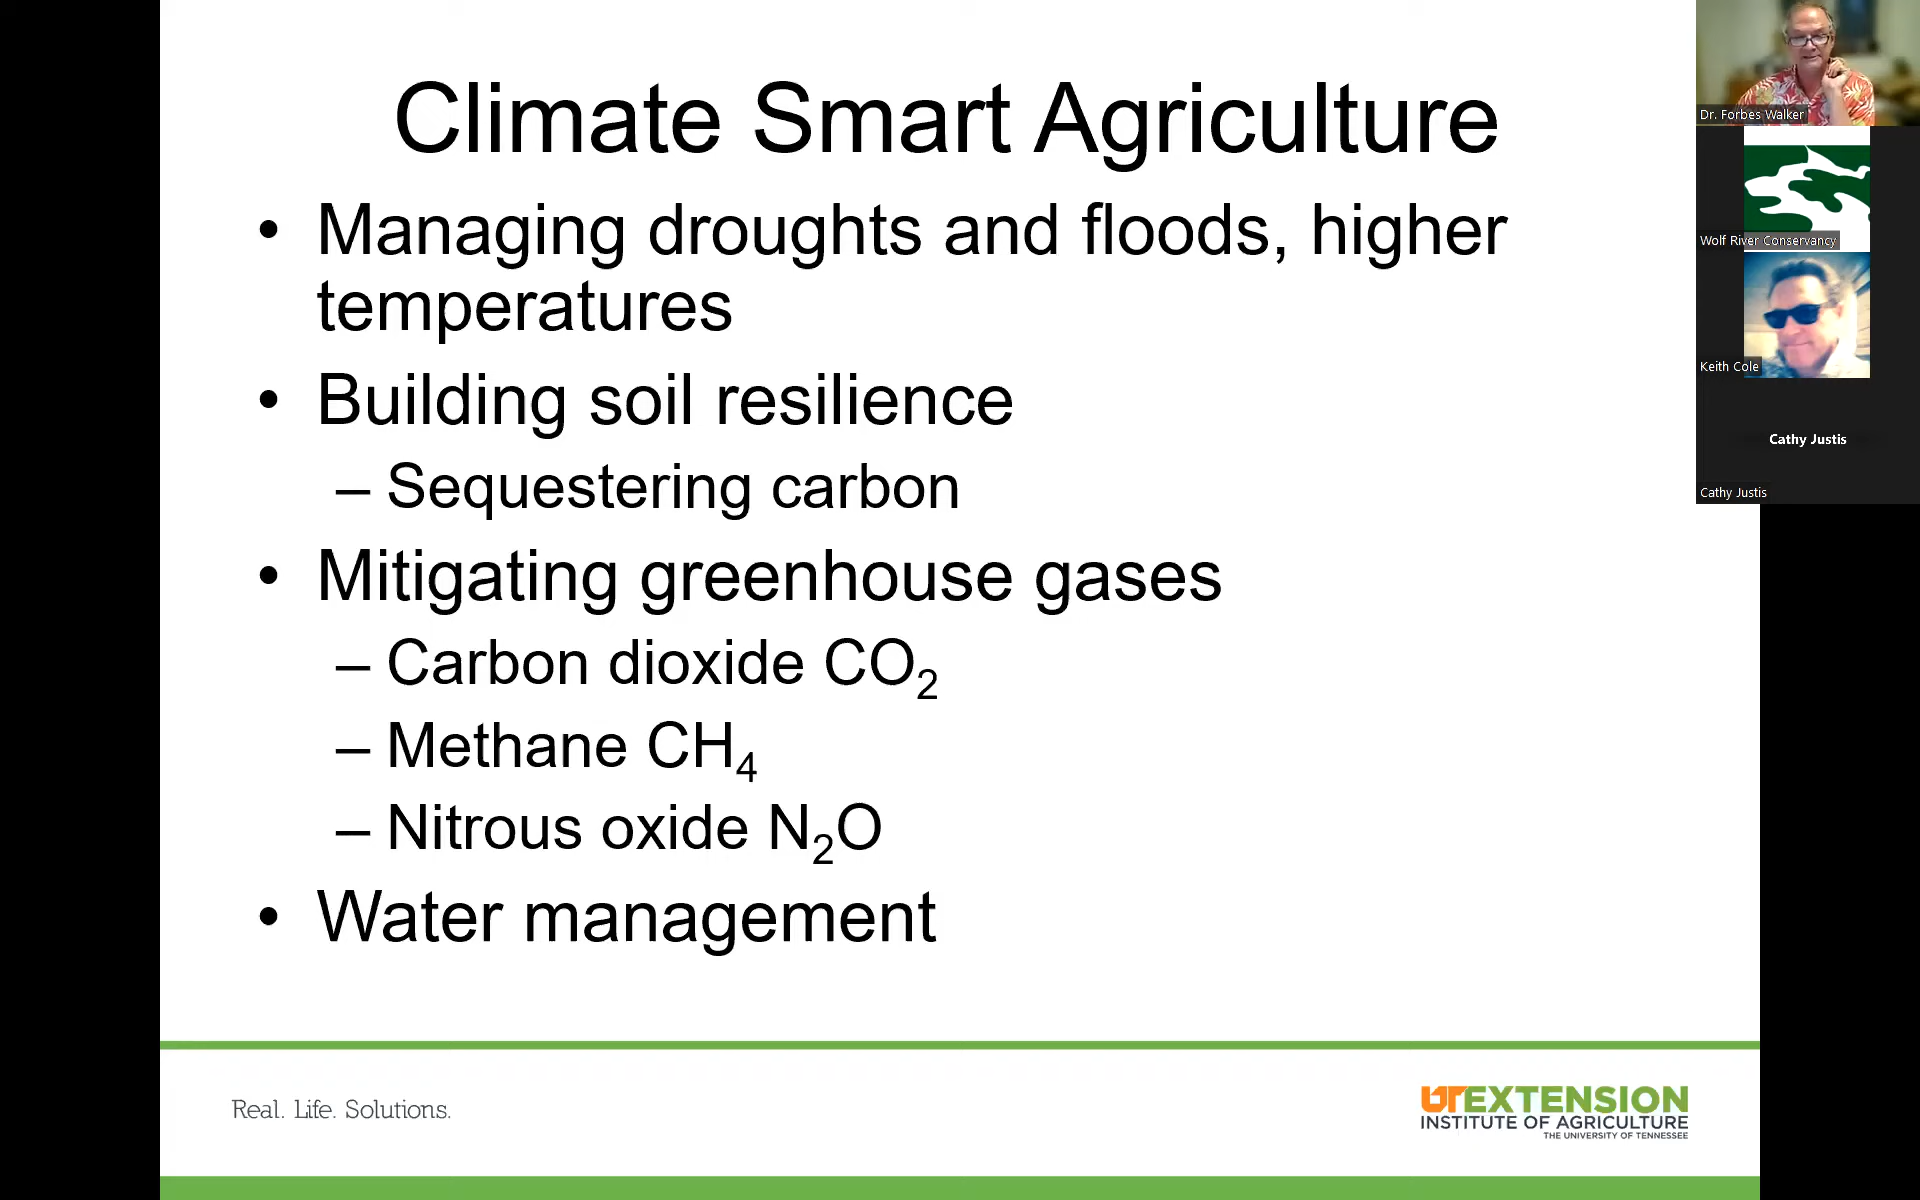 Climate Smart Agriculture
• Managing droughts and floods, higher
temperatures
• Building soil resilience
– Sequestering carbon
• Mitigating greenhouse gases
– Carbon dioxide CO₂
– Methane CH₄
– Nitrous oxide N₂O
• Water management
Real. Life. Solutions.
UT EXTENSION
INSTITUTE OF AGRICULTURE
THE UNIVERSITY OF TENNESSEE
Dr. Forbes Walker
Wolf River Conservancy
Keith Cole
Cathy Justis
Cathy Justis